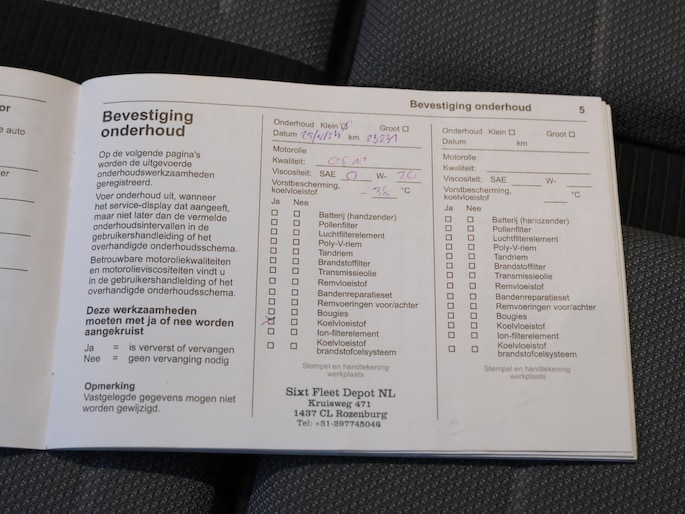 or
e auto
er
Bevestiging onderhoud
5
Bevestiging
onderhoud
Op de volgende pagina's
worden de uitgevoerde
onderhoudswerkzaamheden
geregistreerd.
Voer onderhoud uit, wanneer
het service-display dat aangeeft,
maar niet later dan de vermelde
onderhoudsintervallen in de
gebruikershandleiding of het
overhandigde onderhoudsschema.
Betrouwbare motoroliekwaliteiten
en motorolieviscositeiten vindt u
in de gebruikershandleiding of het
overhandigde onderhoudsschema.
Deze werkzaamheden
moeten met ja of nee worden
aangekruist
Ja = is ververst of vervangen
Nee = geen vervanging nodig
Opmerking
Vastgelegde gegevens mogen niet
worden gewijzigd.
Onderhoud Klein Groot
Datum km
Motorolie
Kwaliteit:
Viscositeit: SAE 0 W-
Vorstbescherming,
koelvloeistof -38 °C
Ja Nee
Batterij (handzender)
Pollenfilter
Luchtfilterelement
Poly-V-riem
Tandriem
Brandstoffilter
Transmissieolie
Remvloeistof
Bandenreparatieset
Remvoeringen voor/achter
Bougies
Koelvloeistof
Ion-filterelement
Koelvloeistof
brandstofcelsysteem
Stempel en handtekening
werkplaats
Sixt Fleet Depot NL
Kruisweg 471
1437 CL Rozenburg
Tel: +31-297745046
Onderhoud Klein Groot
Datum km
Motorolie
Kwaliteit:
Viscositeit: SAE W-
Vorstbescherming,
koelvloeistof °C
Ja Nee
Batterij (handzender)
Pollenfilter
Luchtfilterelement
Poly-V-riem
Tandriem
Brandstoffilter
Transmissieolie
Remvloeistof
Bandenreparatieset
Remvoeringen voor/achter
Bougies
Koelvloeistof
Ion-filterelement
Koelvloeistof
brandstofcelsysteem
Stempel en handtekening
werkplaats